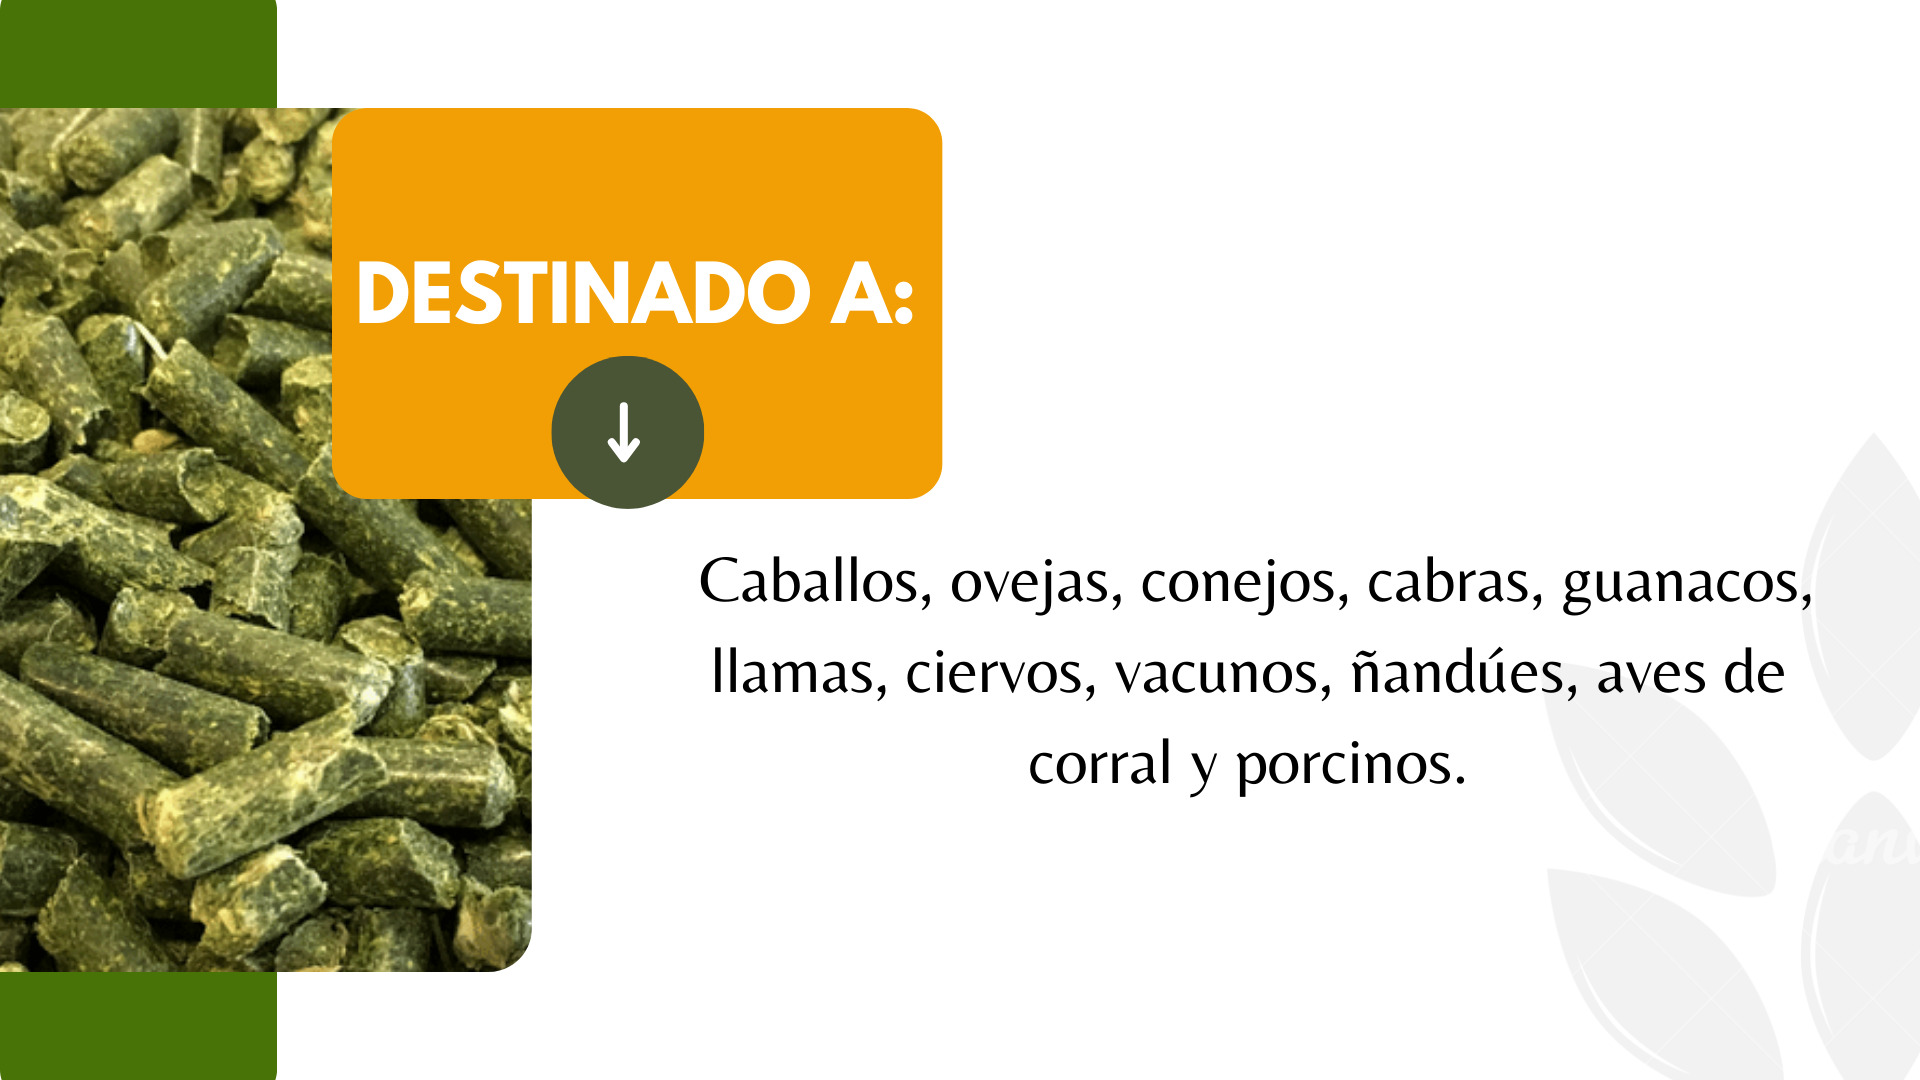 DESTINADO A:
Caballos, ovejas, conejos, cabras, guanacos,
llamas, ciervos, vacunos, ñandúes, aves de
corral y porcinos.